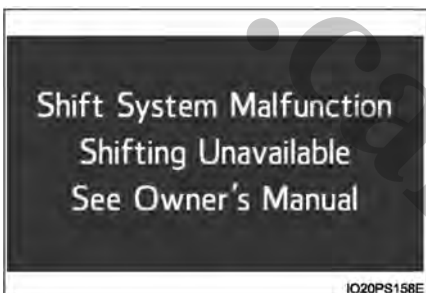 Shift System Malfunction
Shifting Unavailable
See Owner's Manual
IO20PS158E